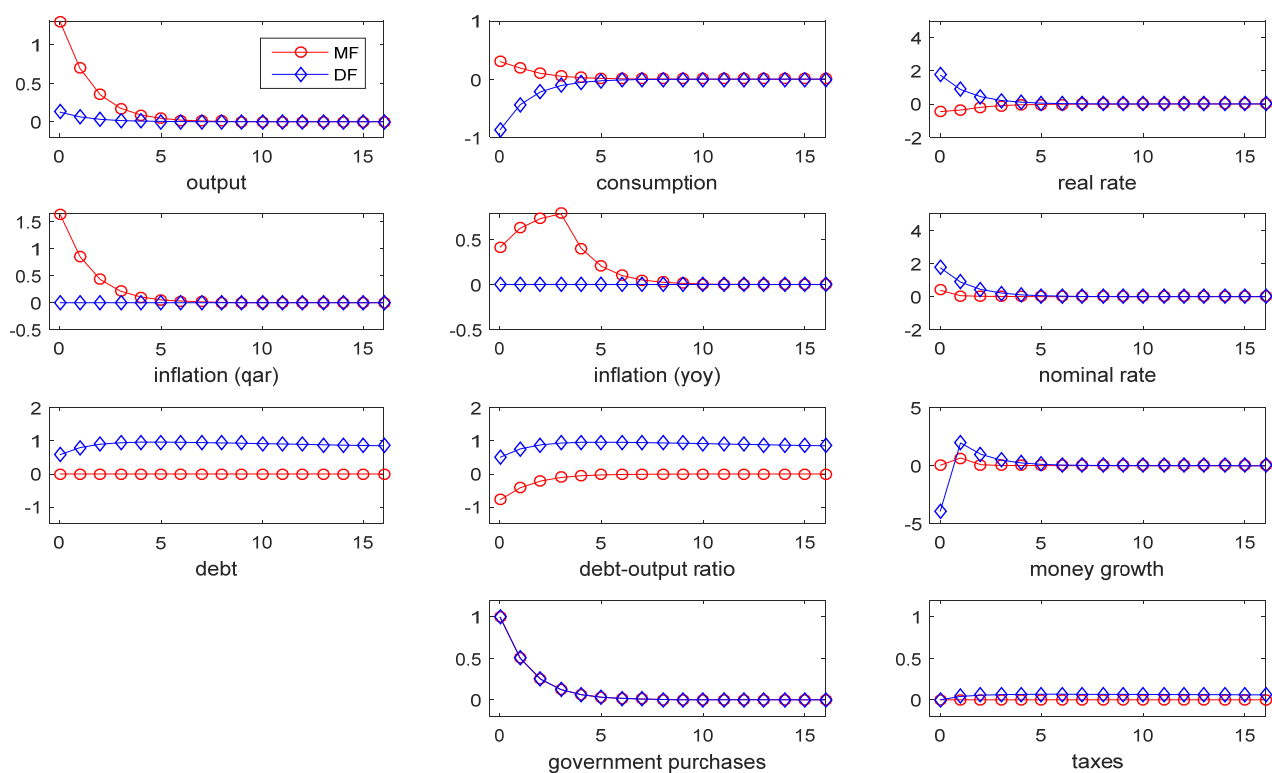 1
0.5
0
0 5 10 15
output
MF
DF
1
0
-1
0 5 10 15
consumption
4
2
0
-2
0 5 10 15
real rate
1.5
1
0.5
0
-0.5
0 5 10 15
inflation (qar)
0.5
0
-0.5
0 5 10 15
inflation (yoy)
4
2
0
-2
0 5 10 15
nominal rate
2
1
0
-1
0 5 10 15
debt
2
1
0
-1
0 5 10 15
debt-output ratio
5
0
-5
0 5 10 15
money growth
1
0.5
0
0 5 10 15
government purchases
1
0.5
0
0 5 10 15
taxes